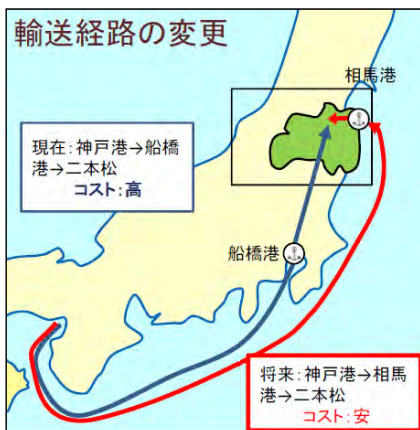 輸送経路の変更
相馬港
現在：神戸港→船橋
港→二本松
コスト：高
船橋港
将来：神戸港→相馬
港→二本松
コスト：安